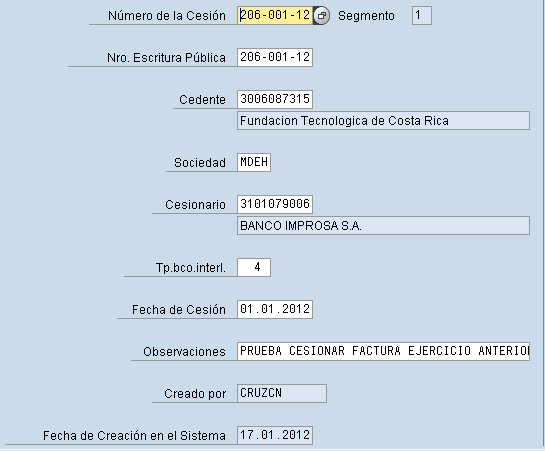 Número de la Cesión 206-001-12 Segmento 1
Nro. Escritura Pública 206-001-12
Cedente 3006087315
Fundacion Tecnologica de Costa Rica
Sociedad MDEH
Cesionario 3101079006
BANCO IMPROSA S.A.
Tp.bco.interl. 4
Fecha de Cesión 01.01.2012
Observaciones PRUEBA CESIONAR FACTURA EJERCICIO ANTERIO
Creado por CRUZCN
Fecha de Creación en el Sistema 17.01.2012